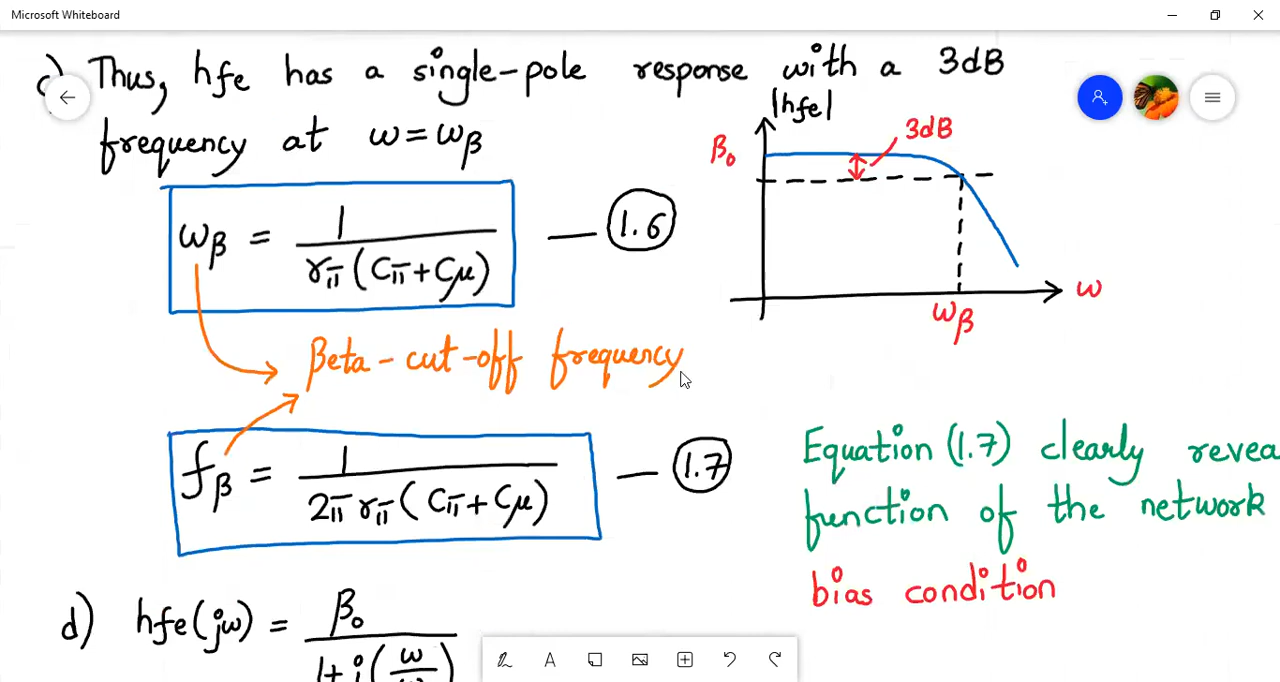 Microsoft Whiteboard
c) Thus, hfe has a single-pole response with a 3dB
frequency at ω = ωβ
|hfe|
β₀
3dB
ω
ωβ
ωβ = 1 / rπ (Cπ + Cμ) — (1.6)
Beta-cut-off frequency
fβ = 1 / 2π rπ (Cπ + Cμ) — (1.7)
Equation (1.7) clearly revea
function of the network
bias condition
d) hfe(jω) = β₀ / 1 + j (ω/ω